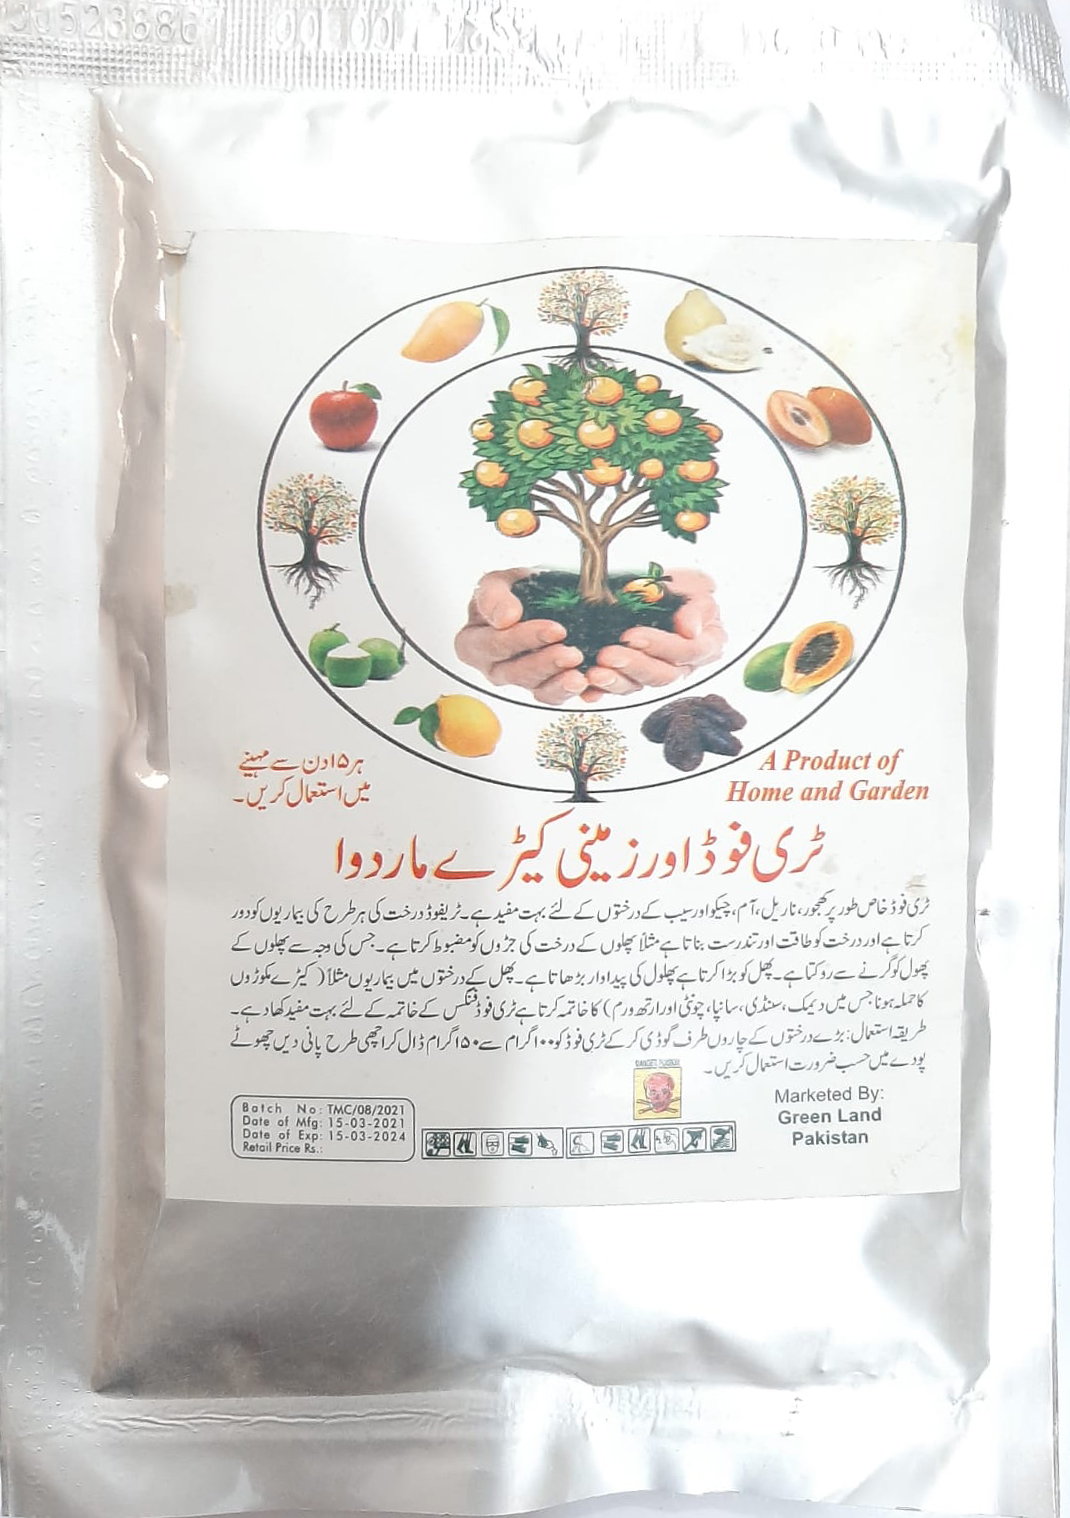 ہر ۱۵دن سے مہینے
میں استعمال کریں۔
A Product of
Home and Garden
ٹری فوڈ اور زمینی کیڑے مار دوا
ٹری فوڈ خاص طور پر کھجور، ناریل، آم، چیکو اور سیب کے درختوں کے لئے بہت مفید ہے۔ ٹریفوڈ درخت کی ہر طرح کی بیماریوں کو دور
کرتا ہے اور درخت کو طاقت اور تندرست بناتا ہے مثلاً پھلوں کے درخت کی جڑوں کو مضبوط کرتا ہے۔ جس کی وجہ سے پھلوں کے
پھول کو گرنے سے روکتا ہے۔ پھل کو بڑا کرتا ہے پھلوں کی پیداوار بڑھاتا ہے۔ پھل کے درختوں میں بیماریوں مثلاً (کیڑے مکوڑوں
کا حملہ ہونا جس میں دیمک، سنڈی، سانپا، چونٹی اور ارتھ ورم) کا خاتمہ کرتا ہے ٹری فوڈ فنگس کے خاتمہ کے لئے بہت مفید کھاد ہے۔
طریقہ استعمال: بڑے درختوں کے چاروں طرف گوڈی کر کے ٹری فوڈ کو ۱۰۰ گرام سے ۱۵۰ گرام ڈال کر اچھی طرح پانی دیں چھوٹے
پودے میں حسب ضرورت استعمال کریں۔
Marketed By:
Green Land
Pakistan
Batch No: TMC/08/2021
Date of Mfg: 15-03-2021
Date of Exp: 15-03-2024
Retail Price Rs.: